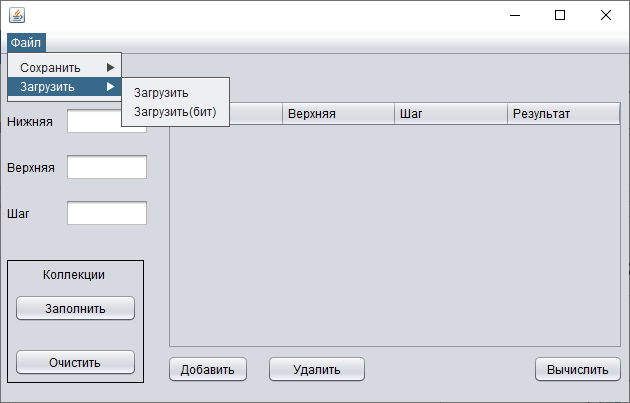 Файл
Сохранить
Загрузить
Загрузить
Загрузить(бит)
Нижняя
Верхняя
Шаг
Результат
Верхняя
Шаг
Коллекции
Заполнить
Очистить
Добавить
Удалить
Вычислить